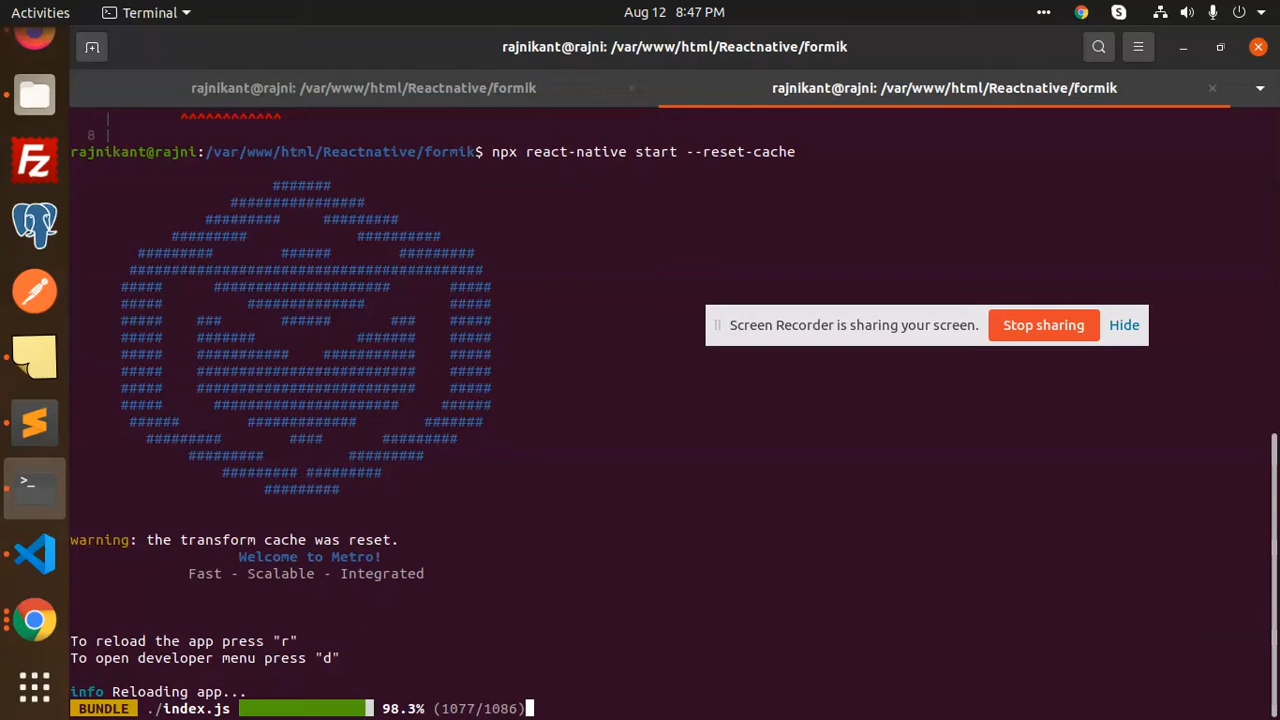 Activities
Terminal
Aug 12 8:47 PM
rajnikant@rajni: /var/www/html/Reactnative/formik
rajnikant@rajni: /var/www/html/Reactnative/formik
rajnikant@rajni: /var/www/html/Reactnative/formik
| ^^^^^^^^^^^^
8 |
rajnikant@rajni:/var/www/html/Reactnative/formik$ npx react-native start --reset-cache
Screen Recorder is sharing your screen.
Stop sharing
Hide
warning: the transform cache was reset.
Welcome to Metro!
Fast - Scalable - Integrated
To reload the app press "r"
To open developer menu press "d"
info Reloading app...
BUNDLE ./index.js 98.3% (1077/1086)